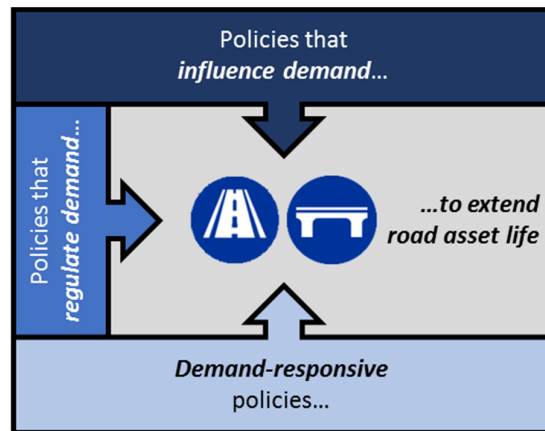 Policies that
influence demand...
Policies that
regulate demand...
...to extend
road asset life
Demand-responsive
policies...